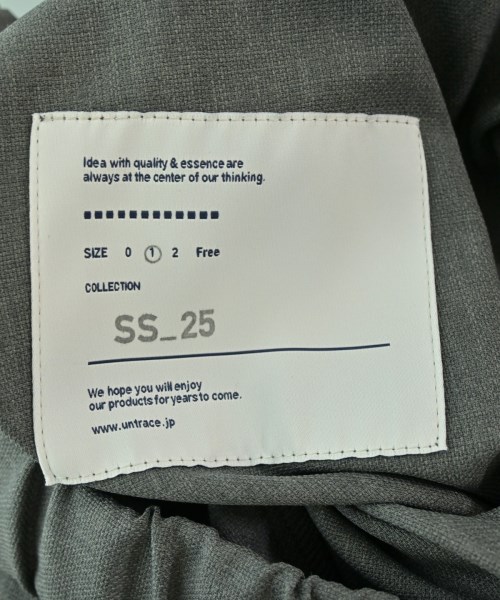 Idea with quality & essence are
always at the center of our thinking.
SIZE 0 1 2 Free
COLLECTION
SS_25
We hope you will enjoy
our products for years to come.
www.untrace.jp